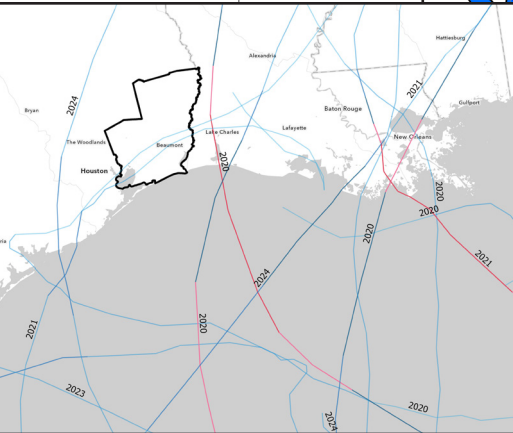 Hattiesburg
Alexandria
2021
2024
Bryan
Gulfport
Baton Rouge
Lafayette
Lake Charles
New Orleans
The Woodlands
Beaumont
2020
Houston
2020
2020
2020
ria
2021
2024
2020
2021
2023
2020
2024